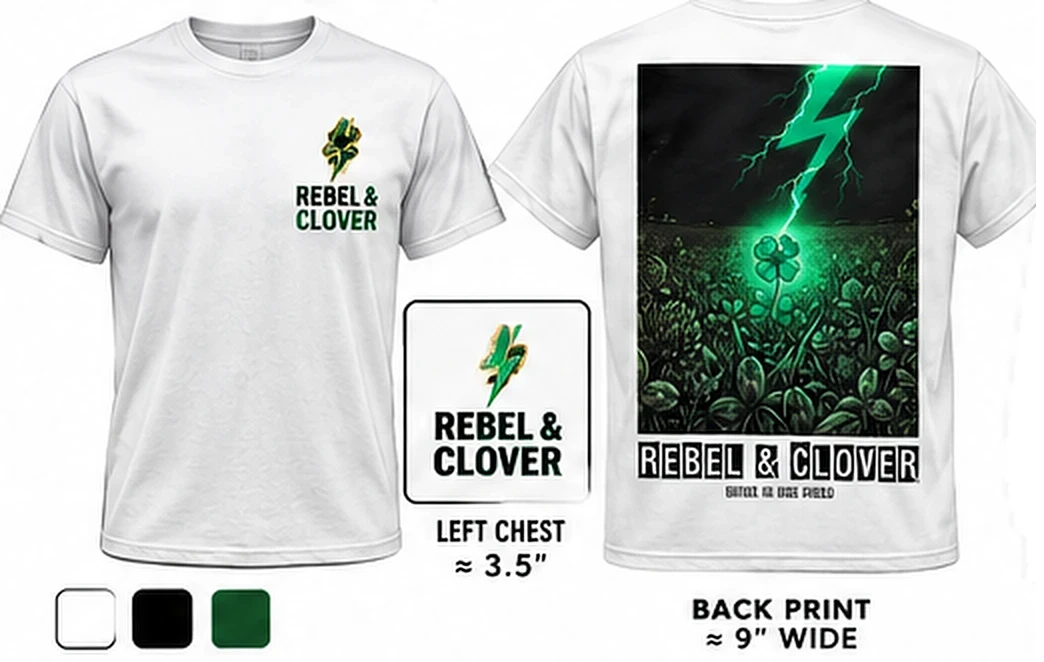 REBEL &
CLOVER
REBEL &
CLOVER
LEFT CHEST
≈ 3.5"
REBEL & CLOVER
BACK PRINT
≈ 9" WIDE